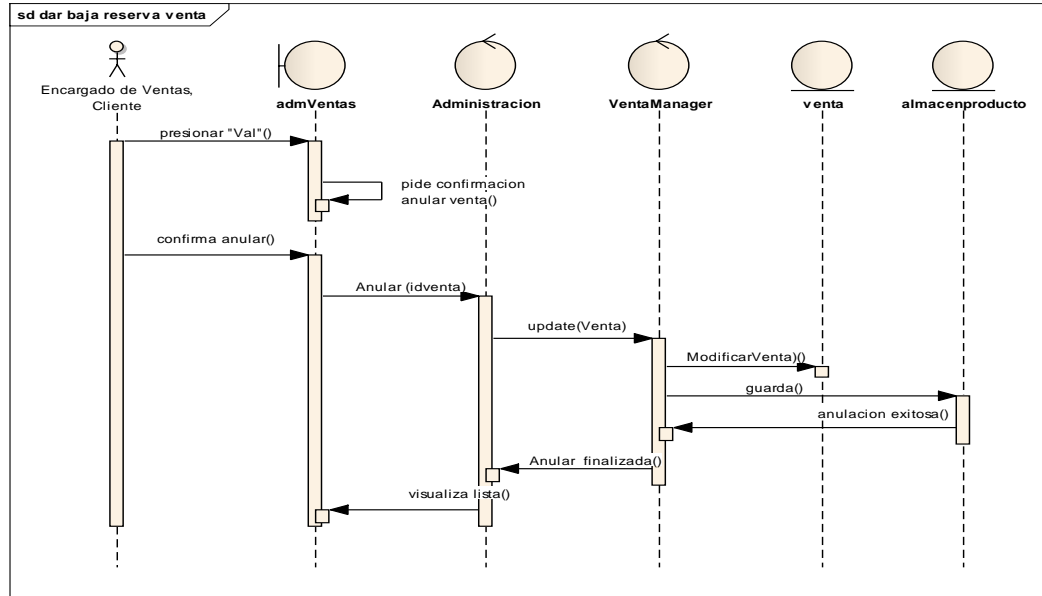 sd dar baja reserva venta
Encargado de Ventas,
Cliente
admVentas
Administracion
VentaManager
venta
almacenproducto
presionar "Val"()
pide confirmacion
anular venta()
confirma anular()
Anular (idventa)
update(Venta)
ModificarVenta)()
guarda()
anulacion exitosa()
Anular finalizada()
visualiza lista()